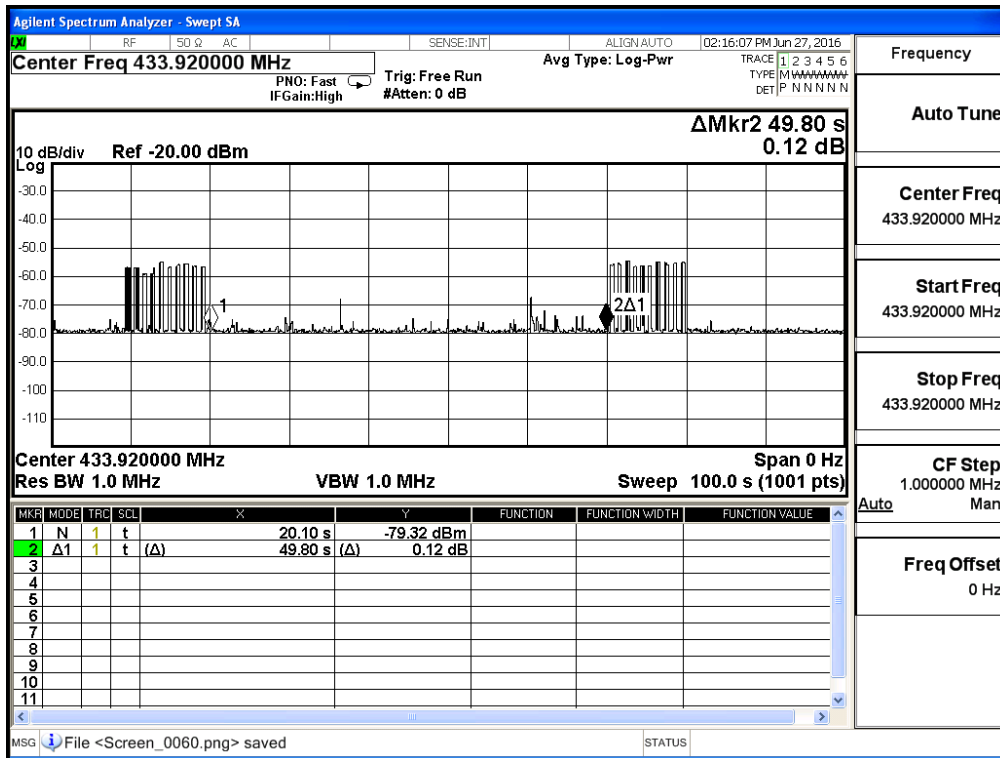 Agilent Spectrum Analyzer - Swept SA
LXI RF 50 Ω AC SENSE:INT ALIGN AUTO 02:16:07 PM Jun 27, 2016
Center Freq 433.920000 MHz
PNO: Fast
IFGain:High
Trig: Free Run
#Atten: 0 dB
Avg Type: Log-Pwr
TRACE 1 2 3 4 5 6
TYPE M WWWWW
DET P N N N N N
ΔMkr2 49.80 s
0.12 dB
10 dB/div Ref -20.00 dBm
Log
-30.0
-40.0
-50.0
-60.0
-70.0
-80.0
-90.0
-100
-110
1
2Δ1
Center 433.920000 MHz Span 0 Hz
Res BW 1.0 MHz VBW 1.0 MHz Sweep 100.0 s (1001 pts)
MKR MODE TRC SCL X Y FUNCTION FUNCTION WIDTH FUNCTION VALUE
1 N 1 t 20.10 s -79.32 dBm
2 Δ1 1 t (Δ) 49.80 s (Δ) 0.12 dB
3
4
5
6
7
8
9
10
11
MSG File <Screen_0060.png> saved STATUS
Frequency
Auto Tune
Center Freq
433.920000 MHz
Start Freq
433.920000 MHz
Stop Freq
433.920000 MHz
CF Step
1.000000 MHz
Auto Man
Freq Offset
0 Hz